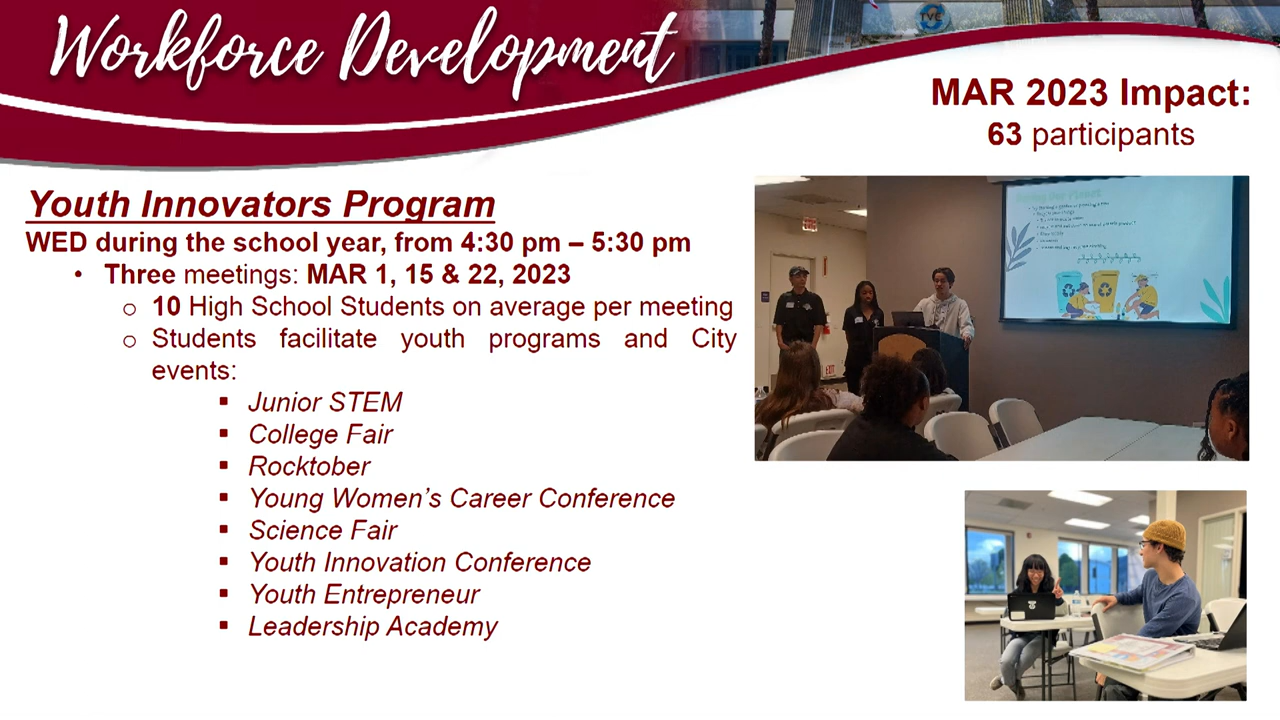 Workforce Development
TVE
MAR 2023 Impact:
63 participants
Youth Innovators Program
WED during the school year, from 4:30 pm – 5:30 pm
• Three meetings: MAR 1, 15 & 22, 2023
o 10 High School Students on average per meeting
o Students facilitate youth programs and City
events:
▪ Junior STEM
▪ College Fair
▪ Rocktober
▪ Young Women's Career Conference
▪ Science Fair
▪ Youth Innovation Conference
▪ Youth Entrepreneur
▪ Leadership Academy
EXIT